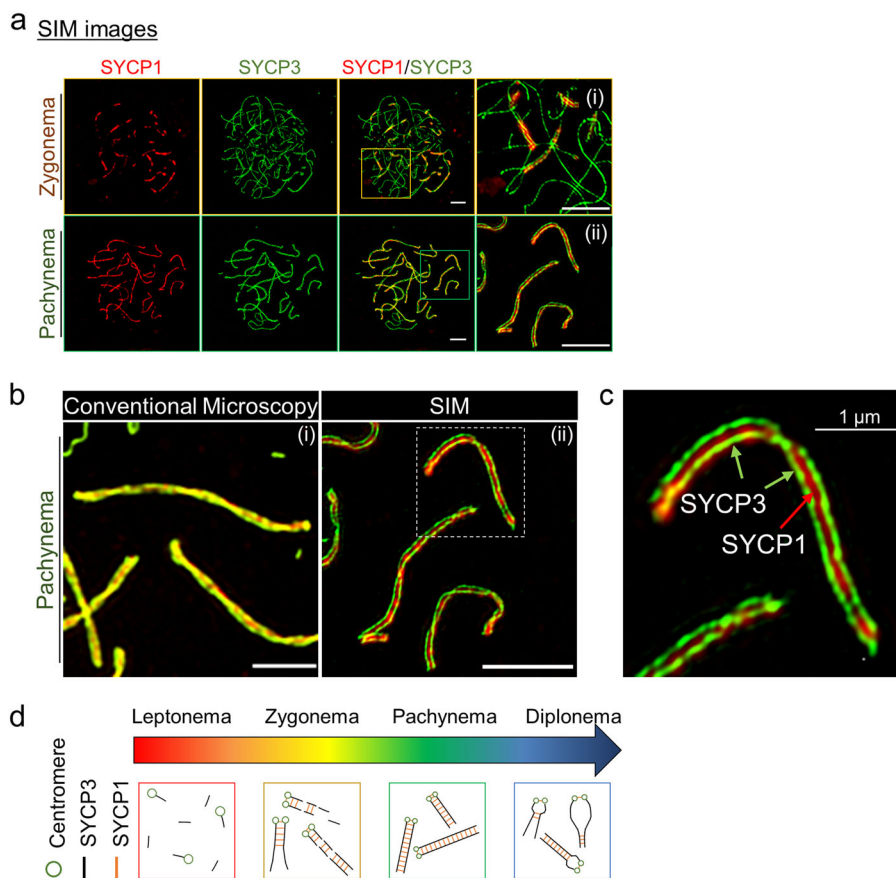 a SIM images
SYCP1 SYCP3 SYCP1/SYCP3
Zygonema
(i)
Pachynema
(ii)
b
Conventional Microscopy SIM
(i) (ii)
Pachynema
c
1 µm
SYCP3
SYCP1
d
Leptonema Zygonema Pachynema Diplonema
Centromere
SYCP3
SYCP1